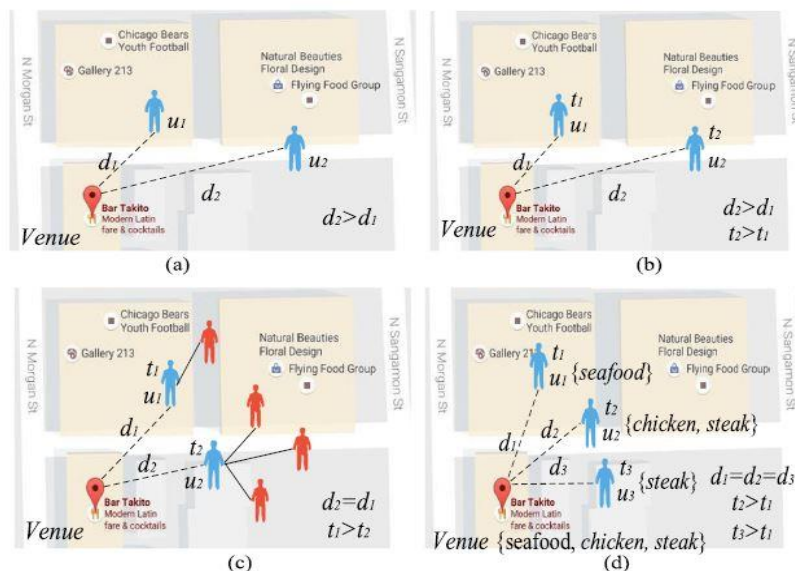 Chicago Bears
Youth Football
N Morgan St
Gallery 213
Natural Beauties
Floral Design
Flying Food Group
N Sangamon St
u1
u2
d1
d2
Bar Takito
Modern Latin
fare & cocktails
Venue
d2>d1
(a)
Chicago Bears
Youth Football
N Morgan St
Gallery 213
Natural Beauties
Floral Design
Flying Food Group
N Sangamon St
t1
u1
t2
u2
d1
d2
Bar Takito
Modern Latin
fare & cocktails
Venue
d2>d1
t2>t1
(b)
Chicago Bears
Youth Football
N Morgan St
Gallery 213
Natural Beauties
Floral Design
Flying Food Group
N Sangamon St
t1
u1
d1
t2
d2
u2
Bar Takito
Modern Latin
fare & cocktails
Venue
d2=d1
t1>t2
(c)
Chicago Bears
Youth Football
N Morgan St
Gallery 21
Natural Beauties
Floral Design
Flying Food Group
N Sangamon St
t1
u1 {seafood}
t2
u2 {chicken, steak}
d1
d2
d3
t3
u3 {steak}
Bar Takito
Modern Latin
fare & cocktails
d1=d2=d3
t2>t1
t3>t1
Venue {seafood, chicken, steak}
(d)